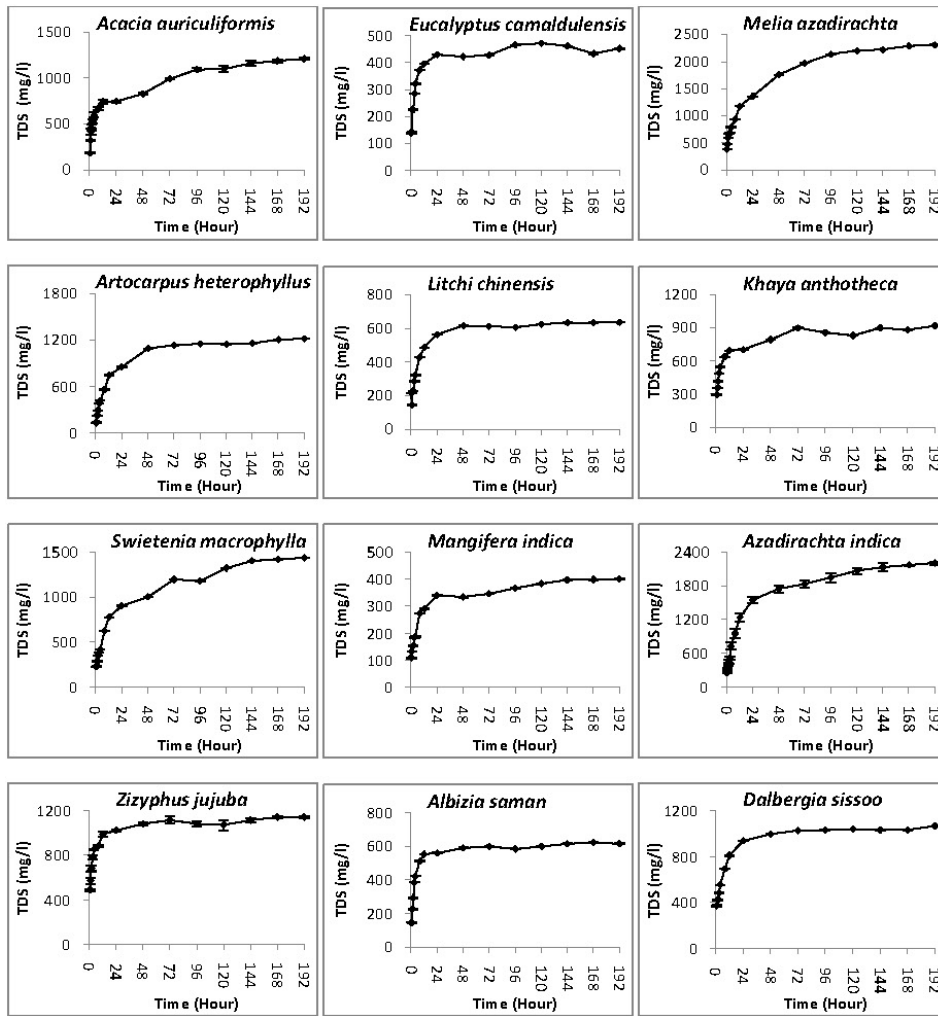 Acacia auriculiformis
1500
1000
500
0
TDS (mg/l)
0 24 48 72 96 120 144 168 192
Time (Hour)
Eucalyptus camaldulensis
500
400
300
200
100
0
TDS (mg/l)
0 24 48 72 96 120 144 168 192
Time (Hour)
Melia azadirachta
2500
2000
1500
1000
500
0
TDS (mg/l)
0 24 48 72 96 120 144 168 192
Time (Hour)
Artocarpus heterophyllus
1800
1200
600
0
TDS (mg/l)
0 24 48 72 96 120 144 168 192
Time (Hour)
Litchi chinensis
800
600
400
200
0
TDS (mg/l)
0 24 48 72 96 120 144 168 192
Time (Hour)
Khaya anthotheca
1200
900
600
300
0
TDS (mg/l)
0 24 48 72 96 120 144 168 192
Time (Hour)
Swietenia macrophylla
1500
1000
500
0
TDS (mg/l)
0 24 48 72 96 120 144 168 192
Time (Hour)
Mangifera indica
500
400
300
200
100
0
TDS (mg/l)
0 24 48 72 96 120 144 168 192
Time (Hour)
Azadirachta indica
2400
1800
1200
600
0
TDS (mg/l)
0 24 48 72 96 120 144 168 192
Time (Hour)
Zizyphus jujuba
1200
800
400
0
TDS (mg/l)
0 24 48 72 96 120 144 168 192
Time (Hour)
Albizia saman
800
600
400
200
0
TDS (mg/l)
0 24 48 72 96 120 144 168 192
Time (Hour)
Dalbergia sissoo
1200
800
400
0
TDS (mg/l)
0 24 48 72 96 120 144 168 192
Time (Hour)